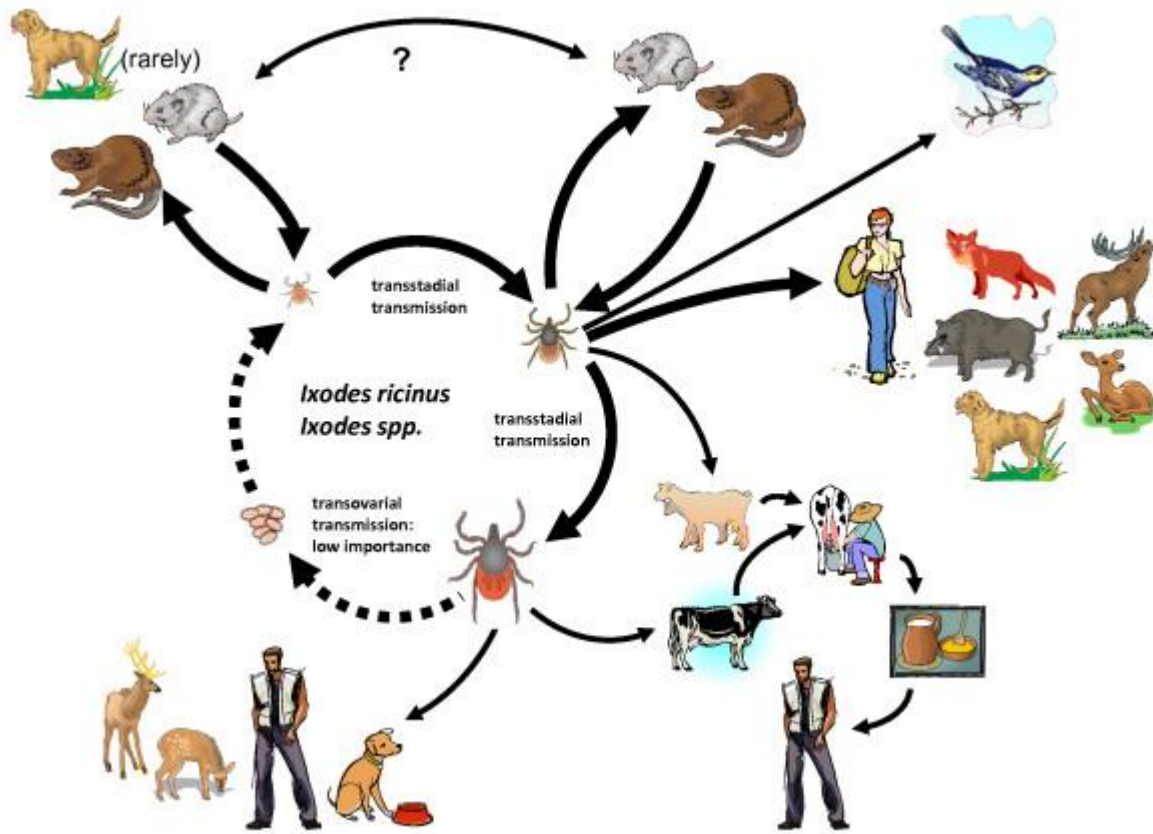 (rarely)
?
transstadial
transmission
Ixodes ricinus
Ixodes spp.
transstadial
transmission
transovarial
transmission:
low importance